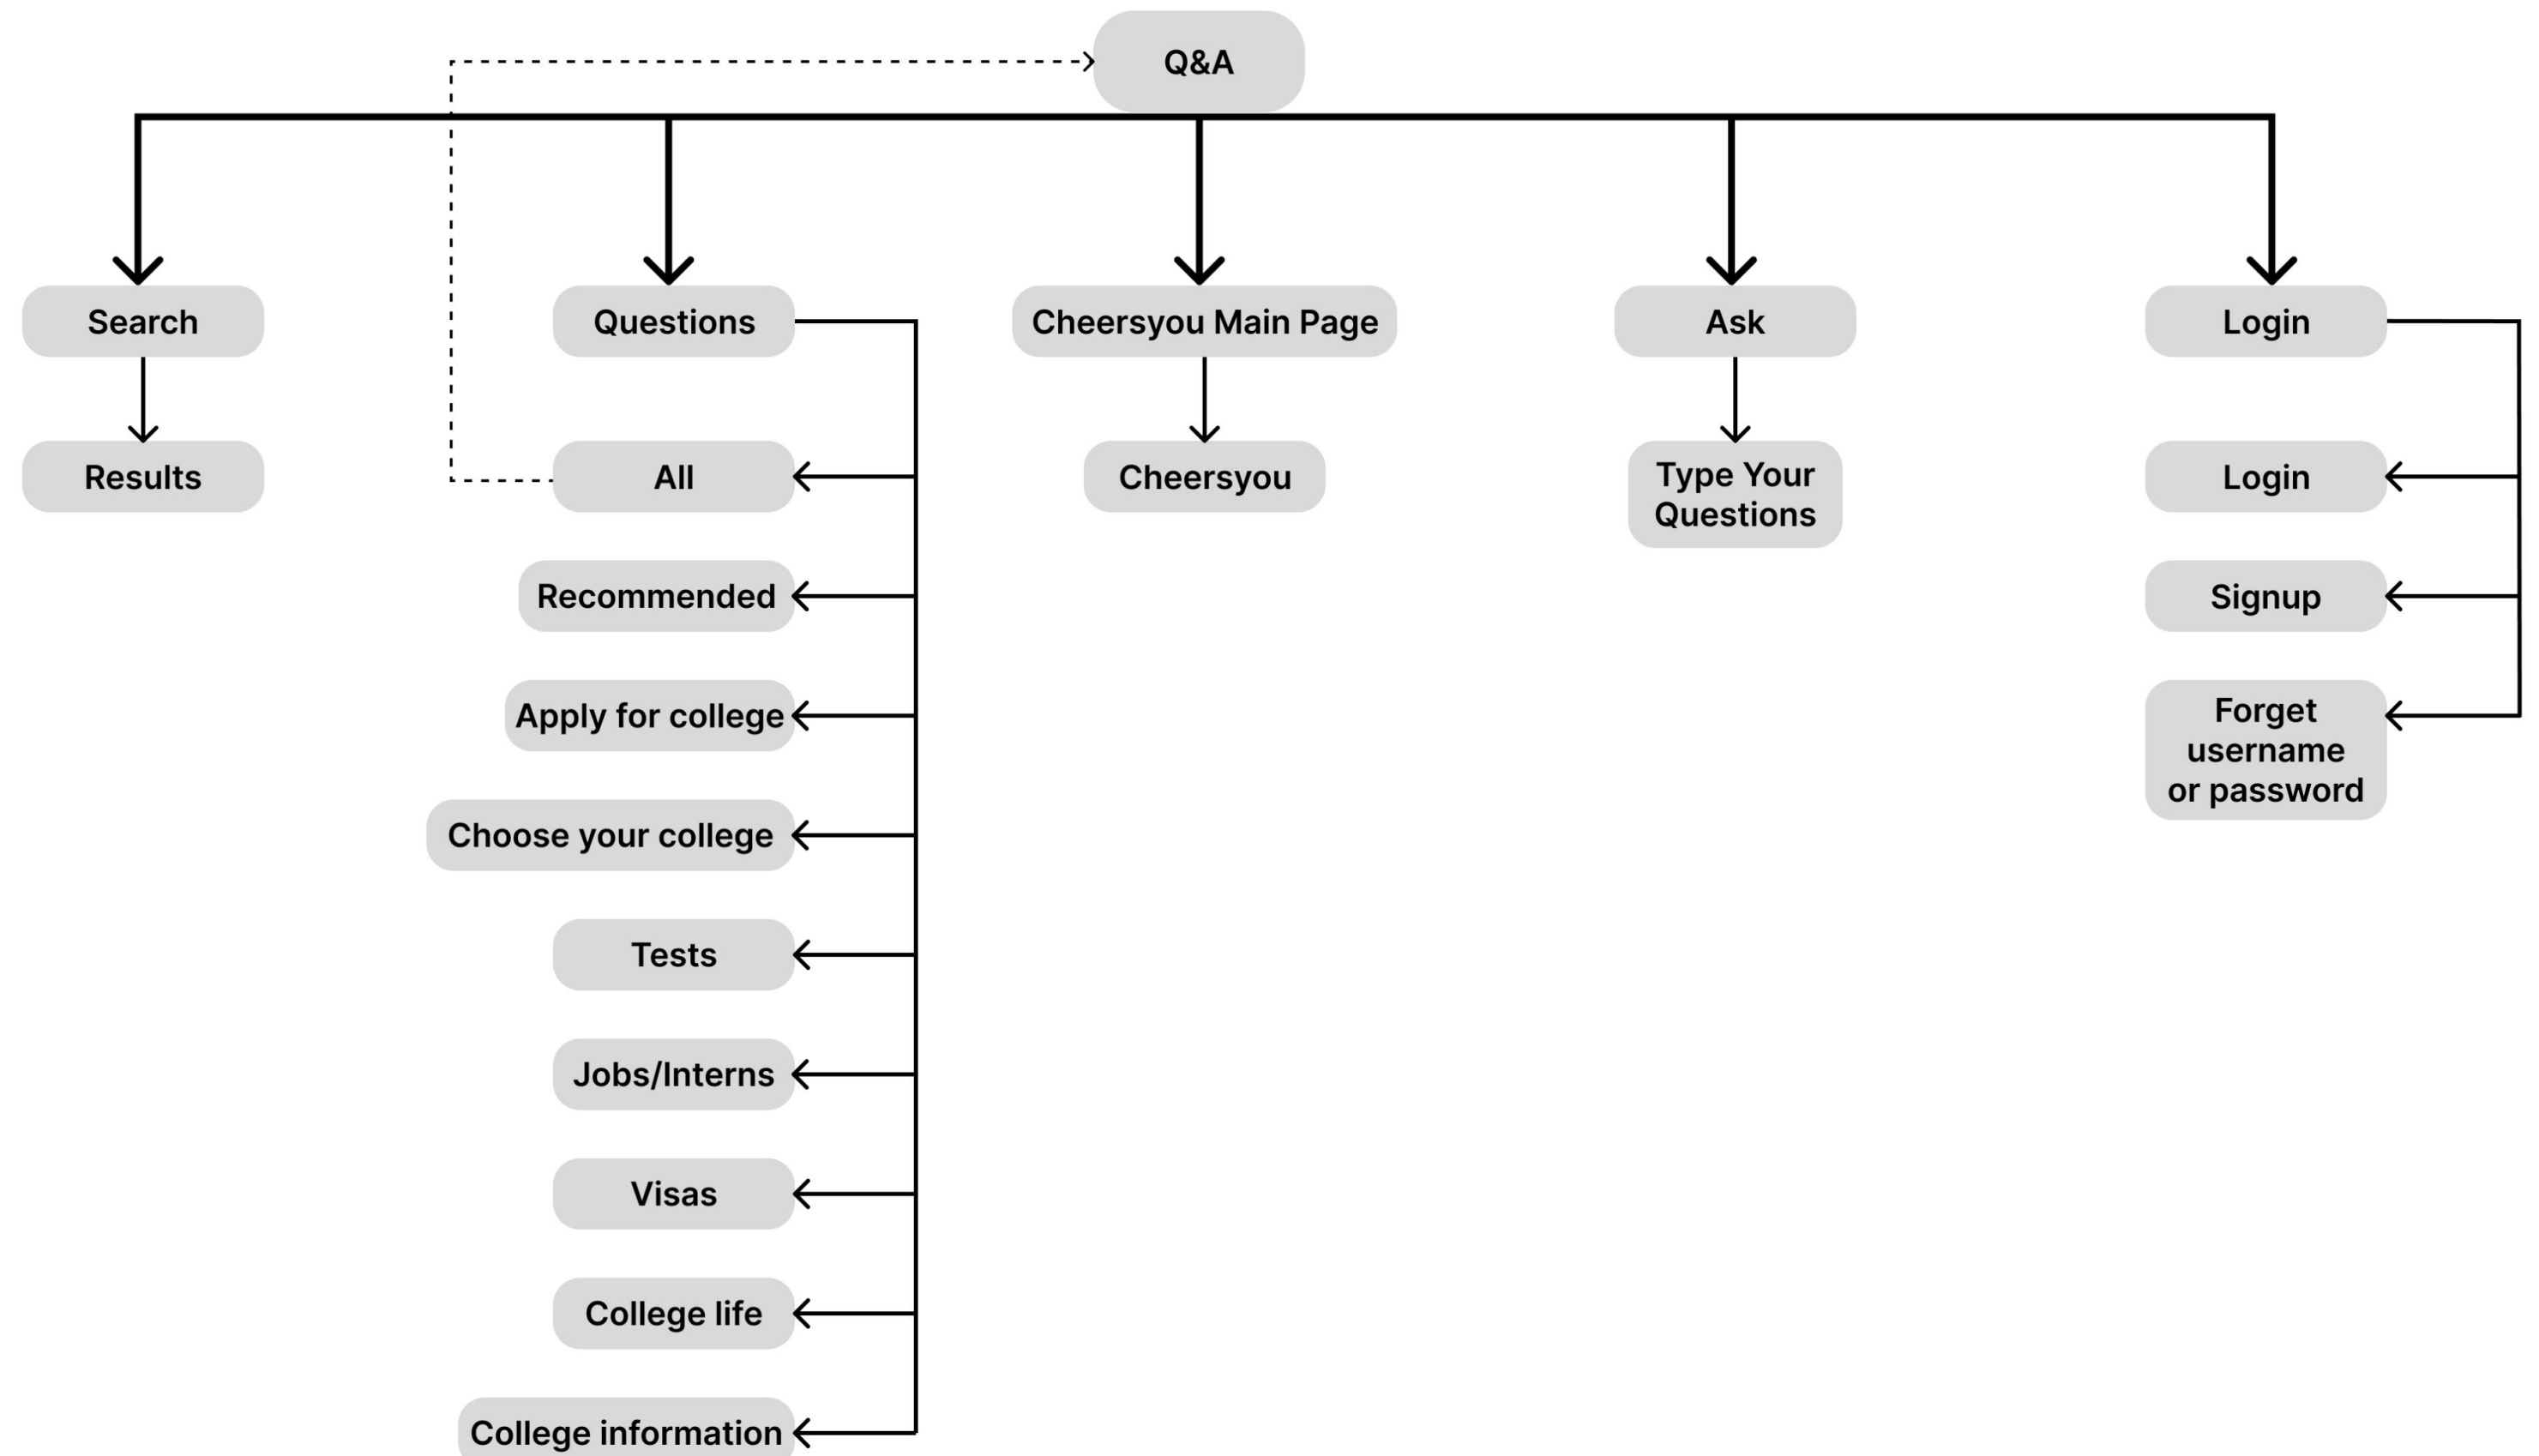 Q&A
Search
Questions
Cheersyou Main Page
Ask
Login
Results
All
Cheersyou
Type Your
Questions
Login
Recommended
Signup
Apply for college
Forget
username
or password
Choose your college
Tests
Jobs/Interns
Visas
College life
College information